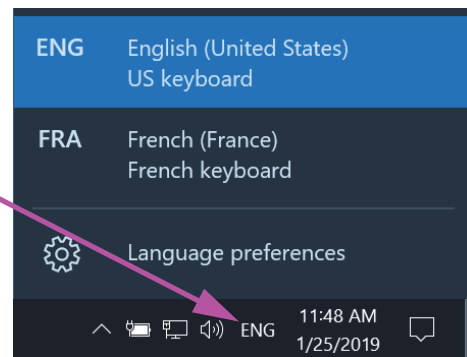 ENG English (United States)
US keyboard
FRA French (France)
French keyboard
Language preferences
ENG 11:48 AM
1/25/2019